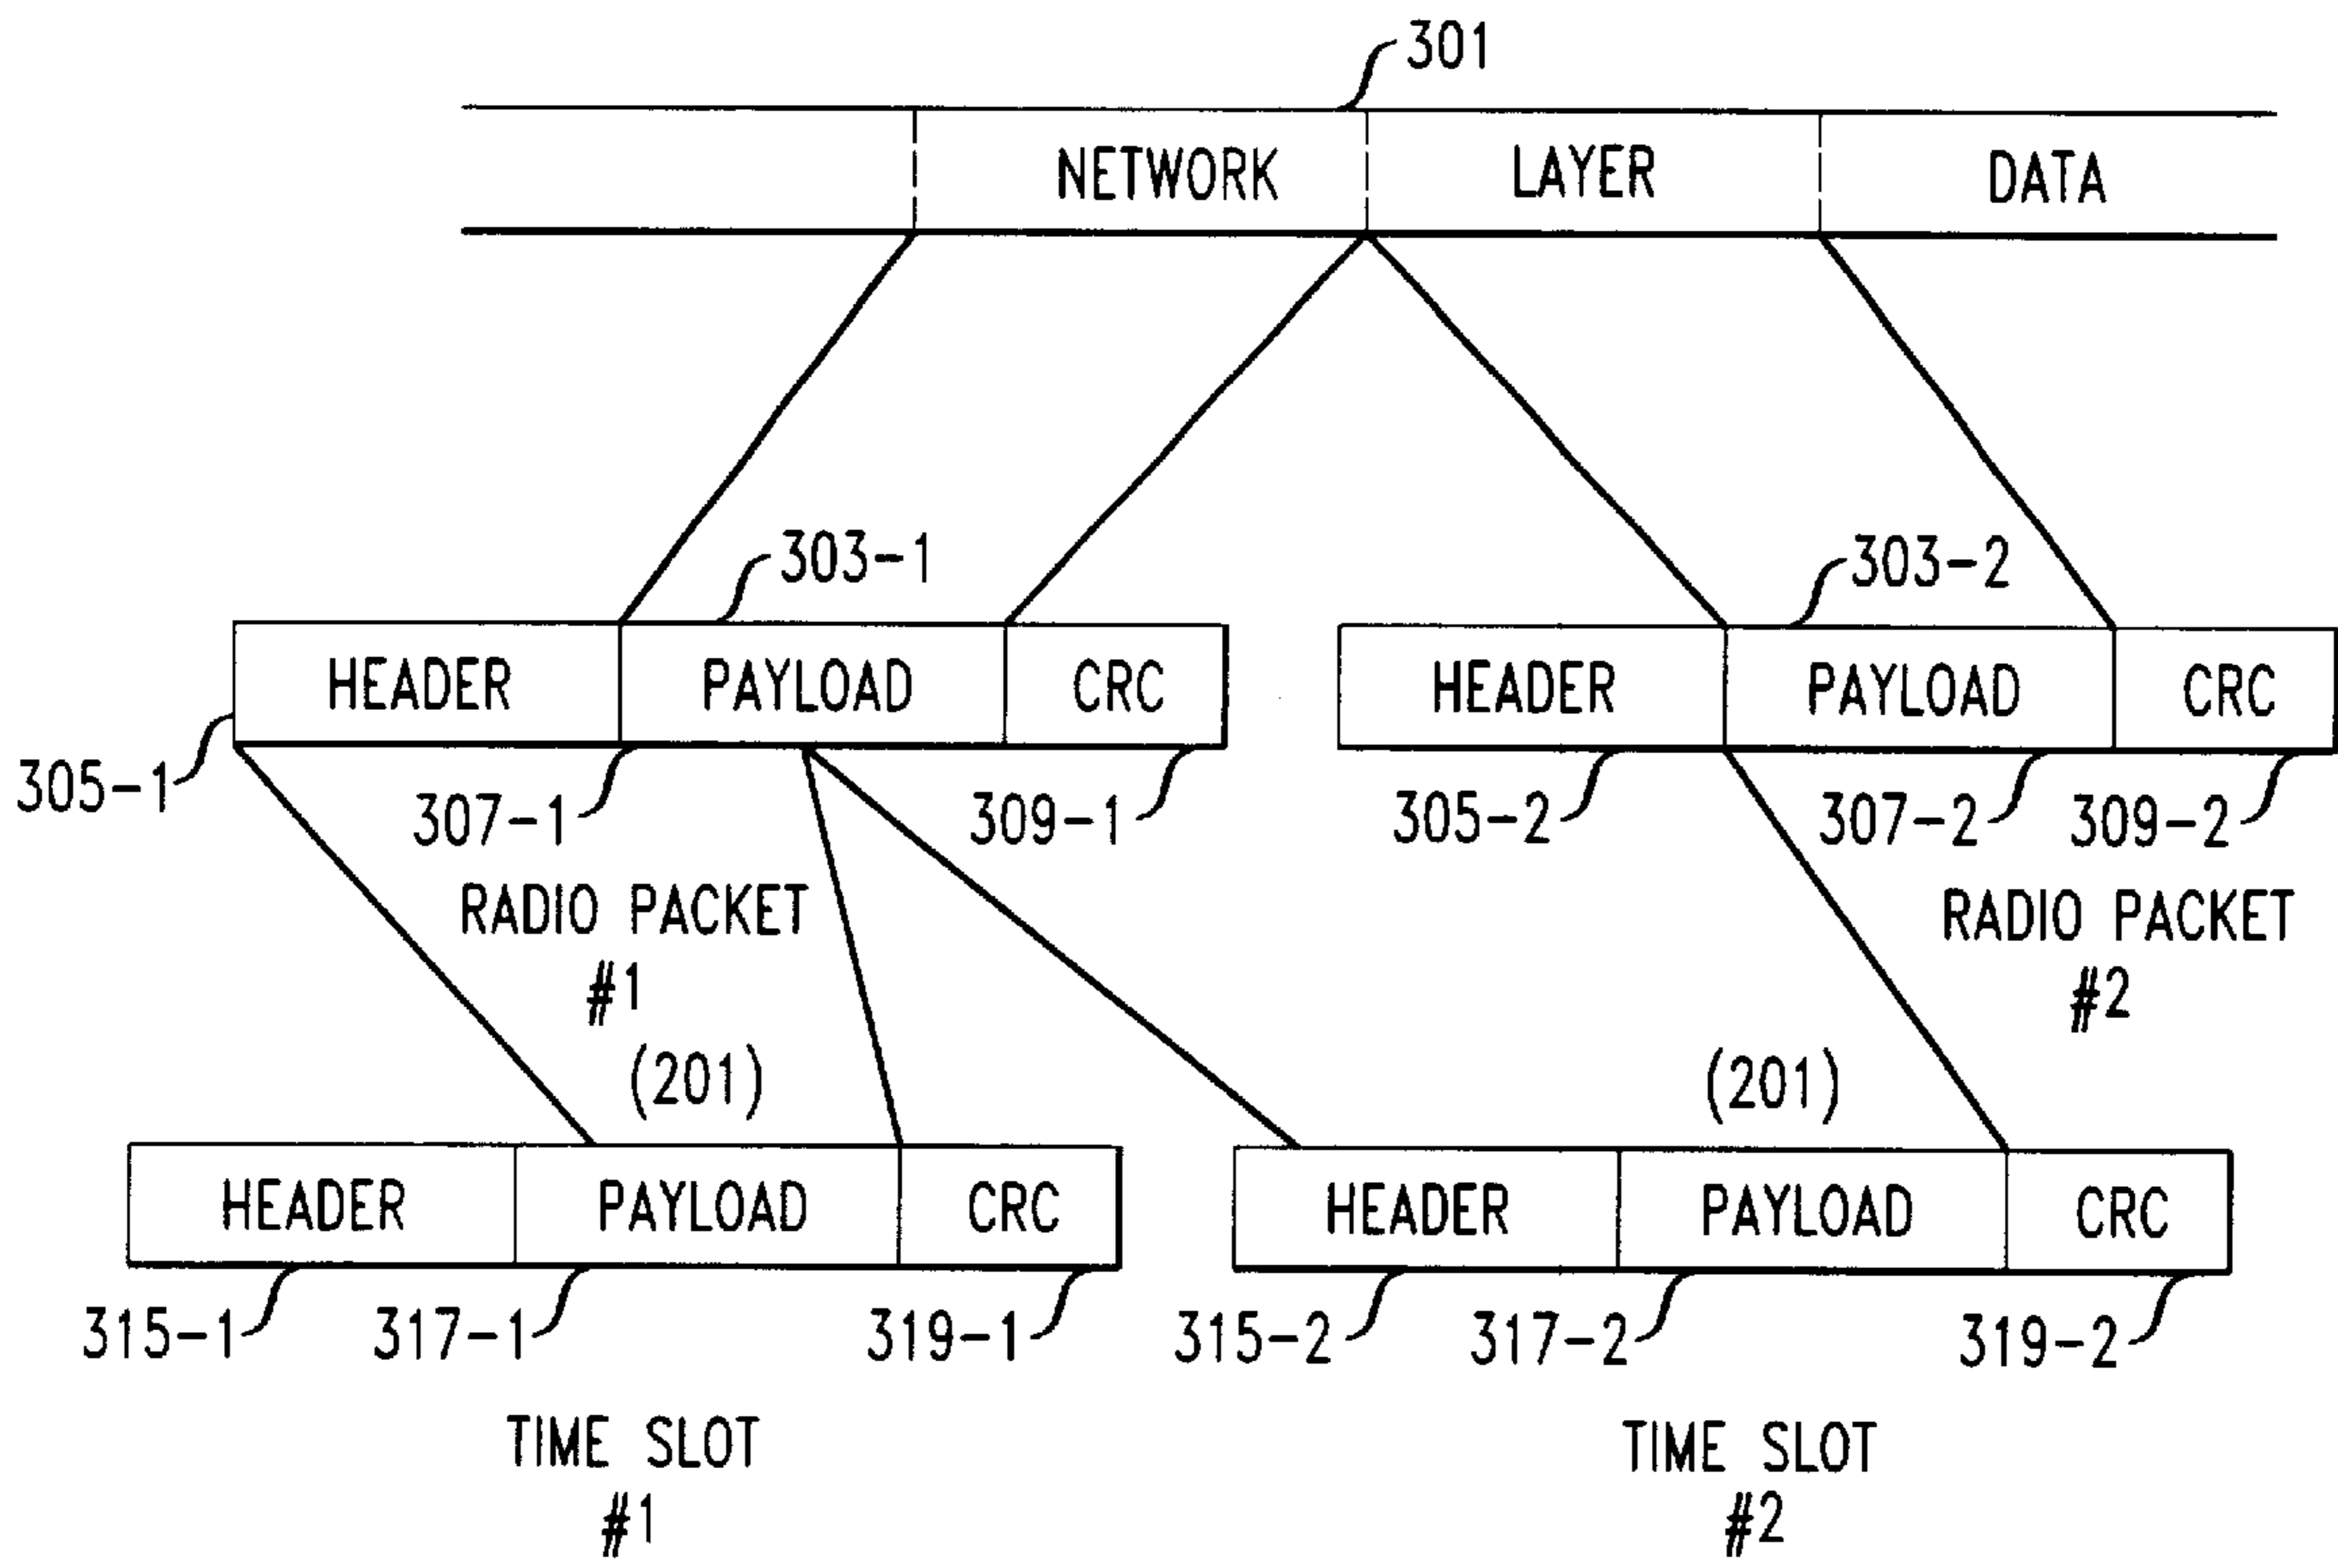 301
NETWORK LAYER DATA
303-1 303-2
HEADER PAYLOAD CRC HEADER PAYLOAD CRC
305-1 307-1 309-1 305-2 307-2 309-2
RADIO PACKET RADIO PACKET
#1 #2
(201) (201)
HEADER PAYLOAD CRC HEADER PAYLOAD CRC
315-1 317-1 319-1 315-2 317-2 319-2
TIME SLOT TIME SLOT
#1 #2